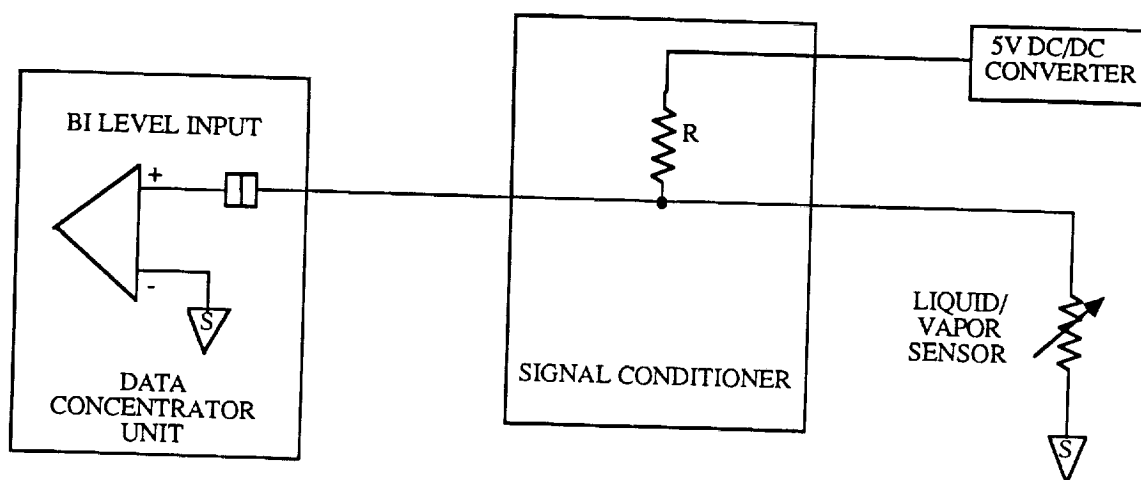 5V DC/DC
CONVERTER
BI LEVEL INPUT
+
R
-
S
LIQUID/
VAPOR
SENSOR
SIGNAL CONDITIONER
DATA
CONCENTRATOR
UNIT
S